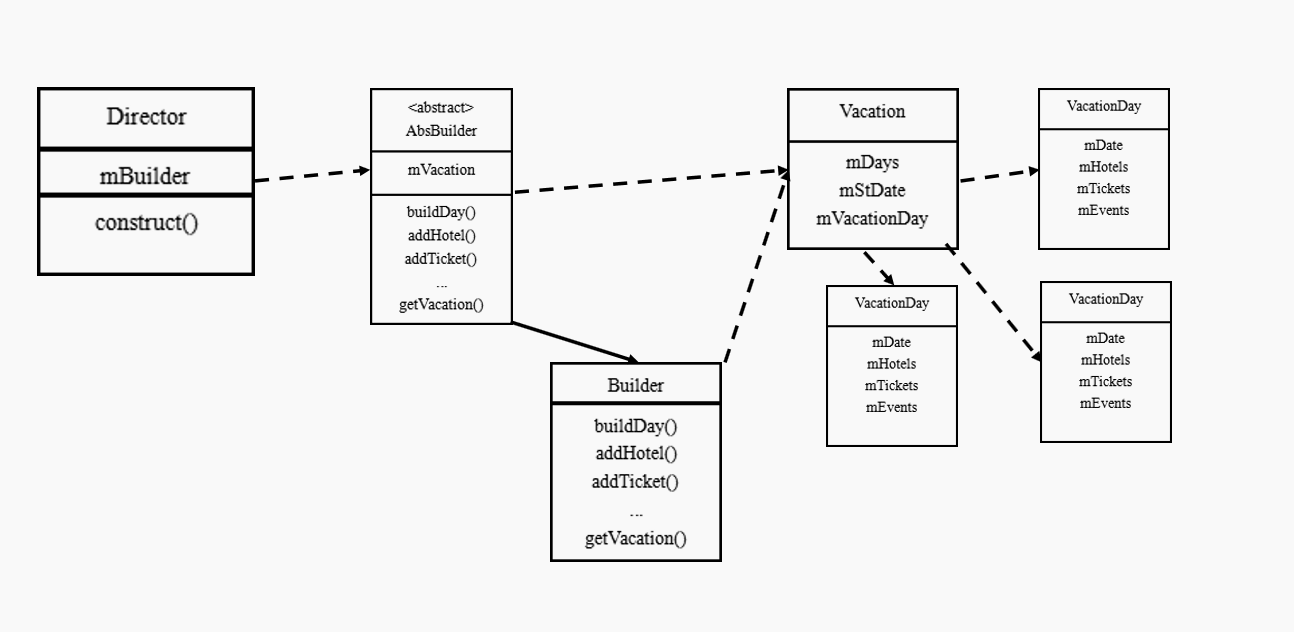 Director
mBuilder
construct()
<abstract>
AbsBuilder
mVacation
buildDay()
addHotel()
addTicket()
...
getVacation()
Builder
buildDay()
addHotel()
addTicket()
...
getVacation()
Vacation
mDays
mStDate
mVacationDay
VacationDay
mDate
mHotels
mTickets
mEvents
VacationDay
mDate
mHotels
mTickets
mEvents
VacationDay
mDate
mHotels
mTickets
mEvents